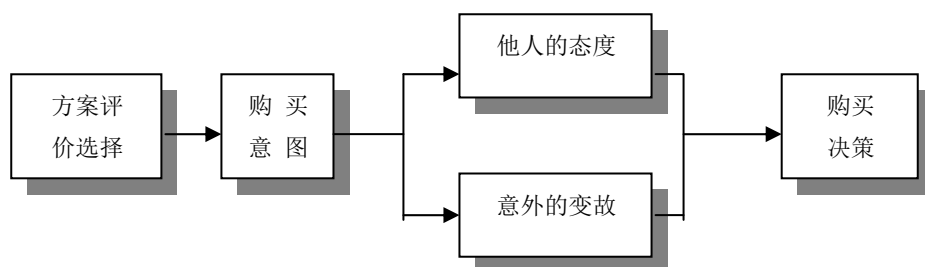 方案评
价选择
购 买
意 图
他人的态度
意外的变故
购买
决策